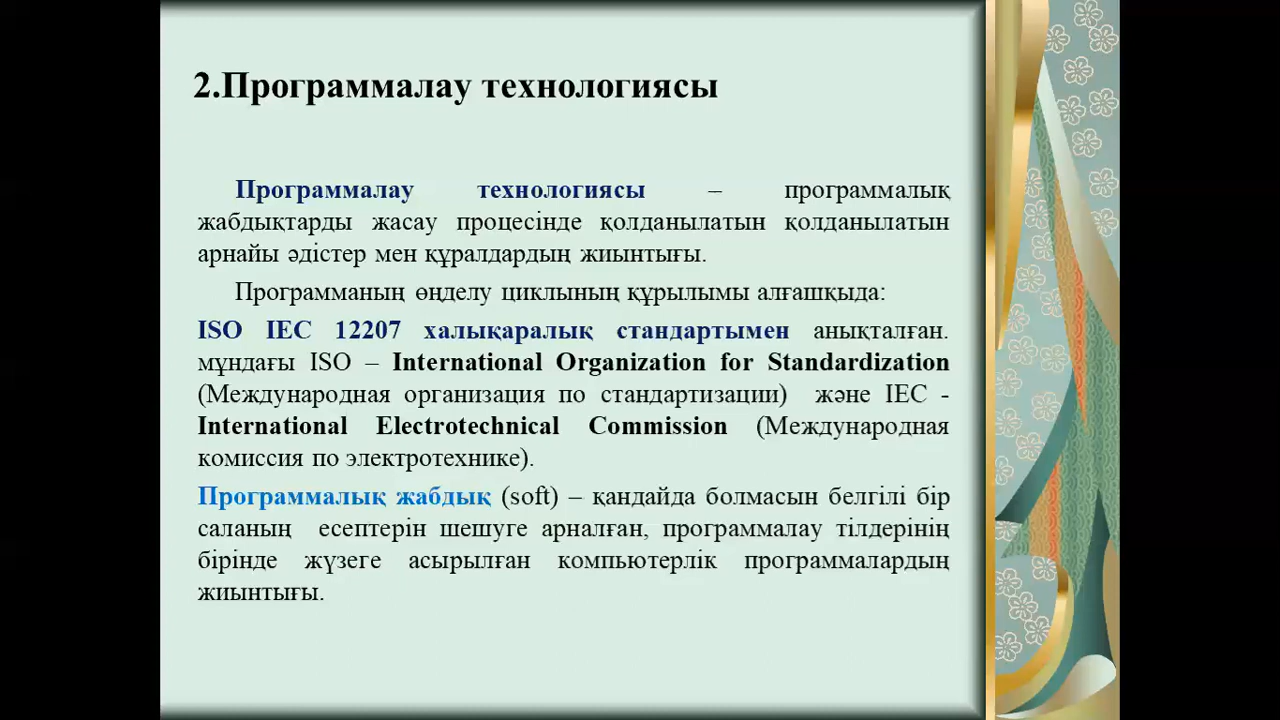 2.Программалау технологиясы
Программалау технологиясы – программалық
жабдықтарды жасау процесінде қолданылатын қолданылатын
арнайы әдістер мен құралдардың жиынтығы.
Программаның өңделу циклының құрылымы алғашқыда:
ISO IEC 12207 халықаралық стандартымен анықталған.
мұндағы ISO – International Organization for Standardization
(Международная организация по стандартизации) және IEC -
International Electrotechnical Commission (Международная
комиссия по электротехнике).
Программалық жабдық (soft) – қандайда болмасын белгілі бір
саланың есептерін шешуге арналған, программалау тілдерінің
бірінде жүзеге асырылған компьютерлік программалардың
жиынтығы.